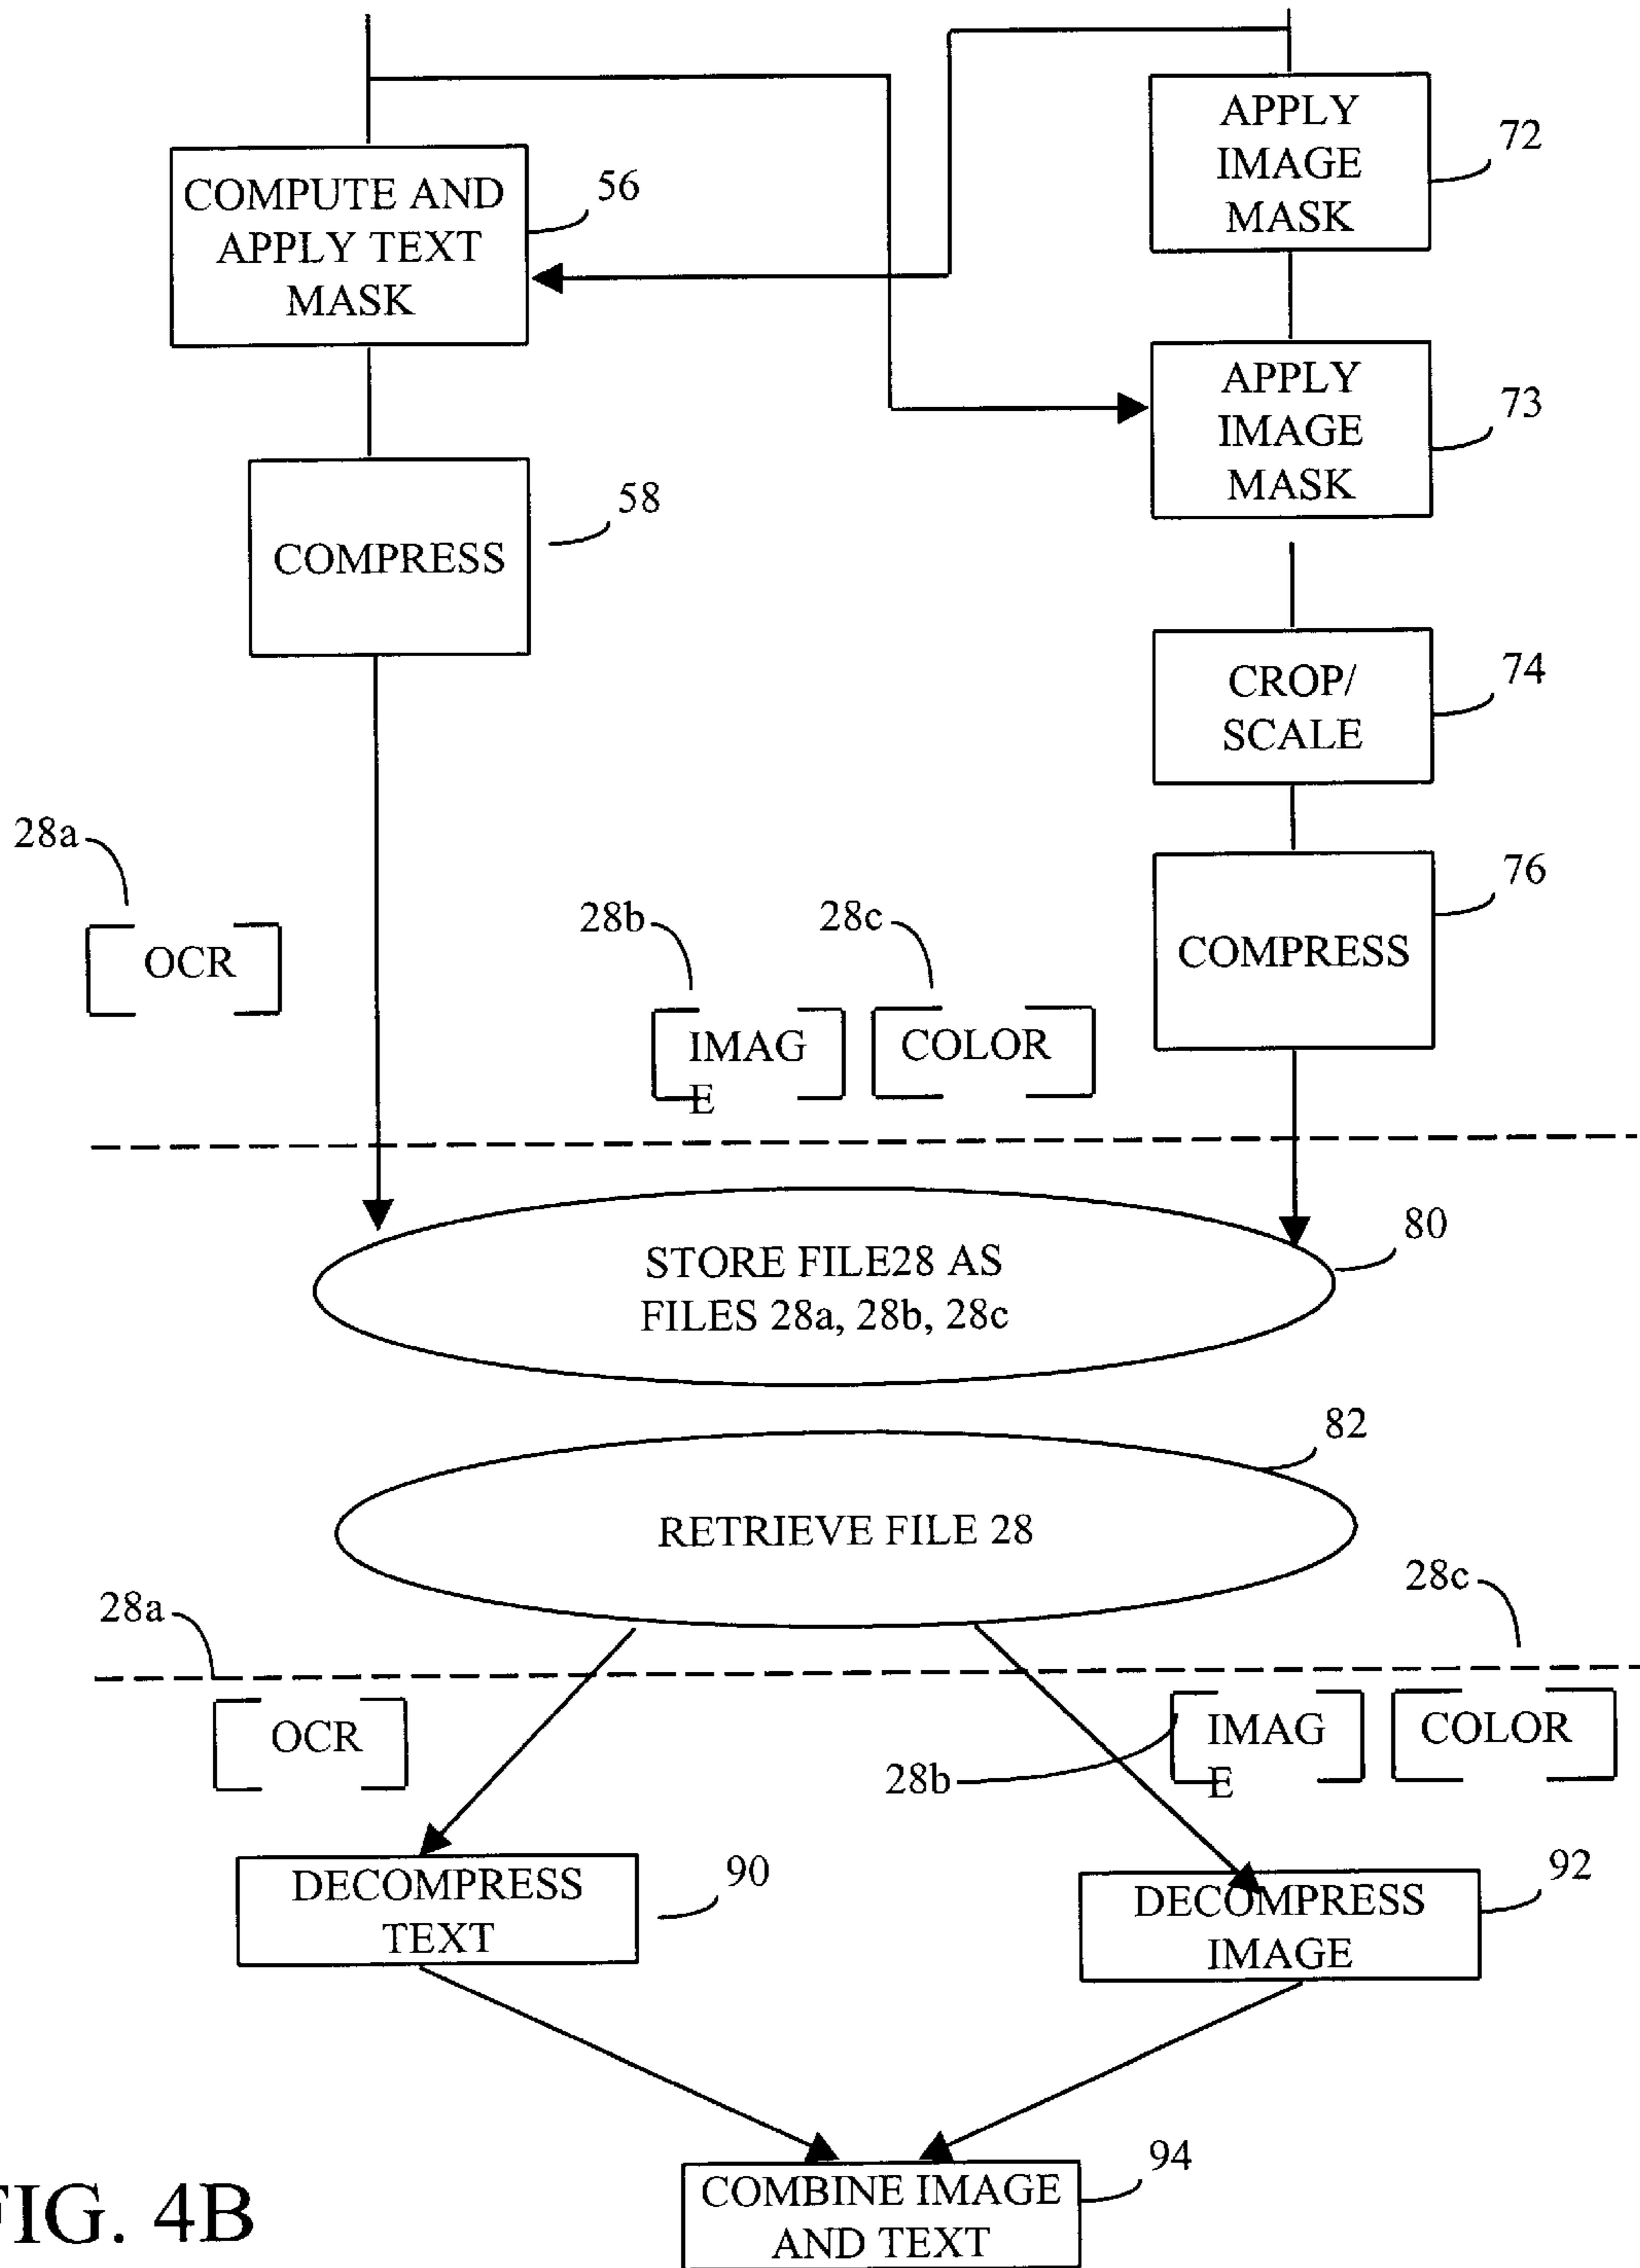 APPLY
IMAGE
MASK
72
COMPUTE AND
APPLY TEXT
MASK
56
APPLY
IMAGE
MASK
73
COMPRESS
58
CROP/
SCALE
74
28a
OCR
28b
IMAG
E
28c
COLOR
COMPRESS
76
STORE FILE28 AS
FILES 28a, 28b, 28c
80
RETRIEVE FILE 28
82
28a
OCR
28b
IMAG
E
28c
COLOR
DECOMPRESS
TEXT
90
DECOMPRESS
IMAGE
92
COMBINE IMAGE
AND TEXT
94
FIG. 4B